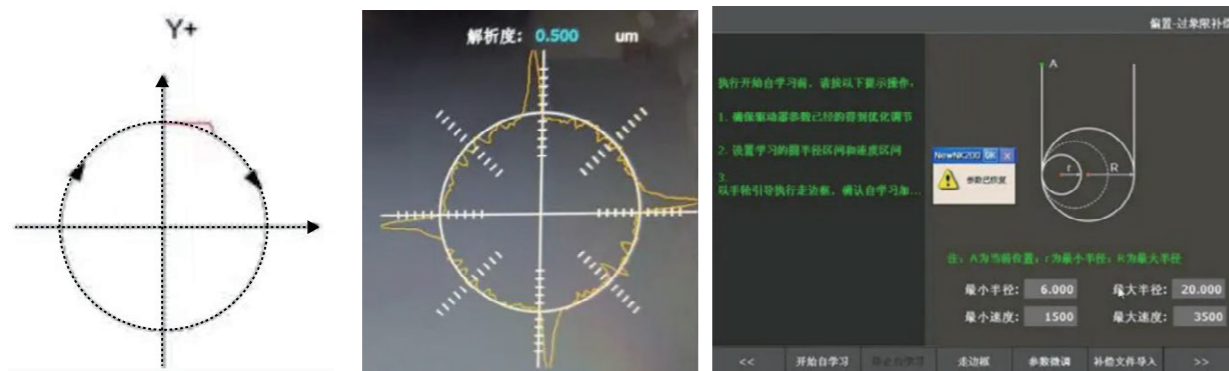 Y+
解析度: 0.500 um
偏置-过象限补偿
执行开始自学习前, 请按以下提示操作,
1. 确保驱动器参数已经的得到优化调节
2. 设置学习的圆半径区间和速度区间
3.
以手轮引导执行走边框, 确认自学习加...
A
NewNK200 OK X
参数已恢复
r
R
注: A为当前位置; r为最小半径; R为最大半径
最小半径: 6.000 最大半径: 20.000
最小速度: 1500 最大速度: 3500
<< 开始自学习 停止自学习 走边框 参数微调 补偿文件导入 >>